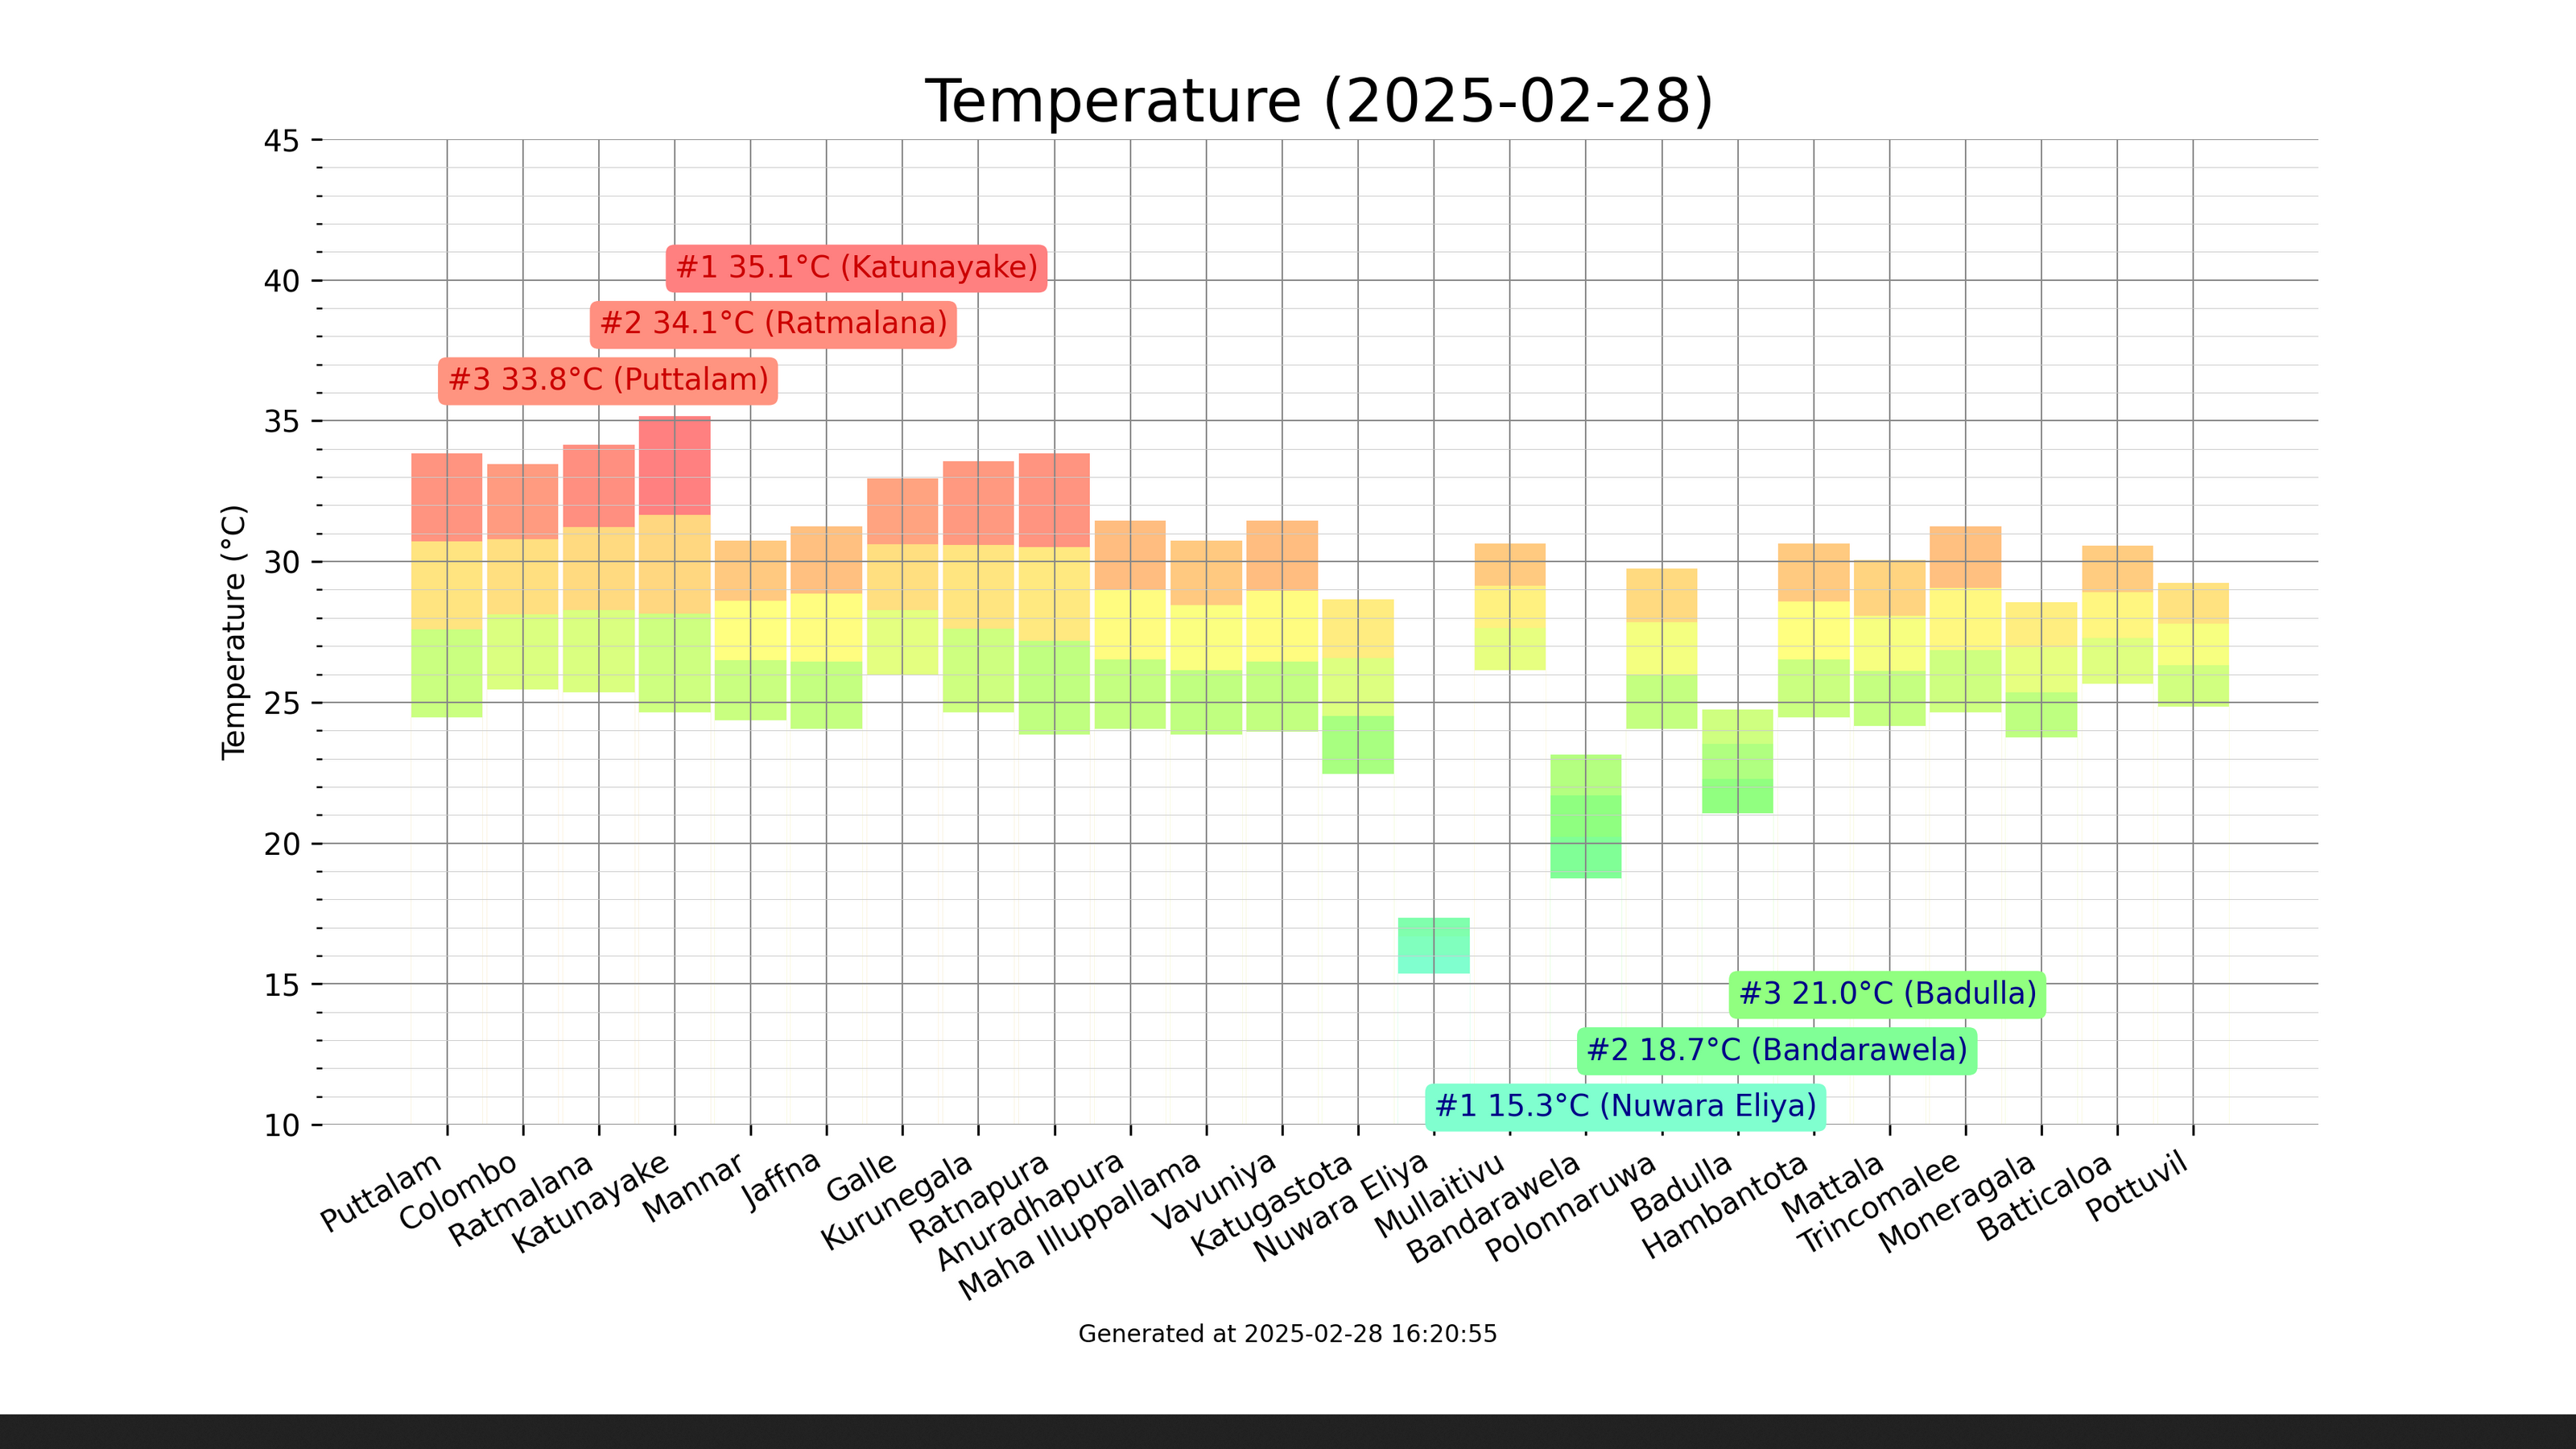 Temperature (2025-02-28)
45
40
35
30
25
20
15
10
Temperature (°C)
#1 35.1°C (Katunayake)
#2 34.1°C (Ratmalana)
#3 33.8°C (Puttalam)
#3 21.0°C (Badulla)
#2 18.7°C (Bandarawela)
#1 15.3°C (Nuwara Eliya)
Puttalam
Colombo
Ratmalana
Katunayake
Mannar
Jaffna
Galle
Kurunegala
Ratnapura
Anuradhapura
Maha Illuppallama
Vavuniya
Katugastota
Nuwara Eliya
Mullaitivu
Bandarawela
Polonnaruwa
Badulla
Hambantota
Mattala
Trincomalee
Moneragala
Batticaloa
Pottuvil
Generated at 2025-02-28 16:20:55